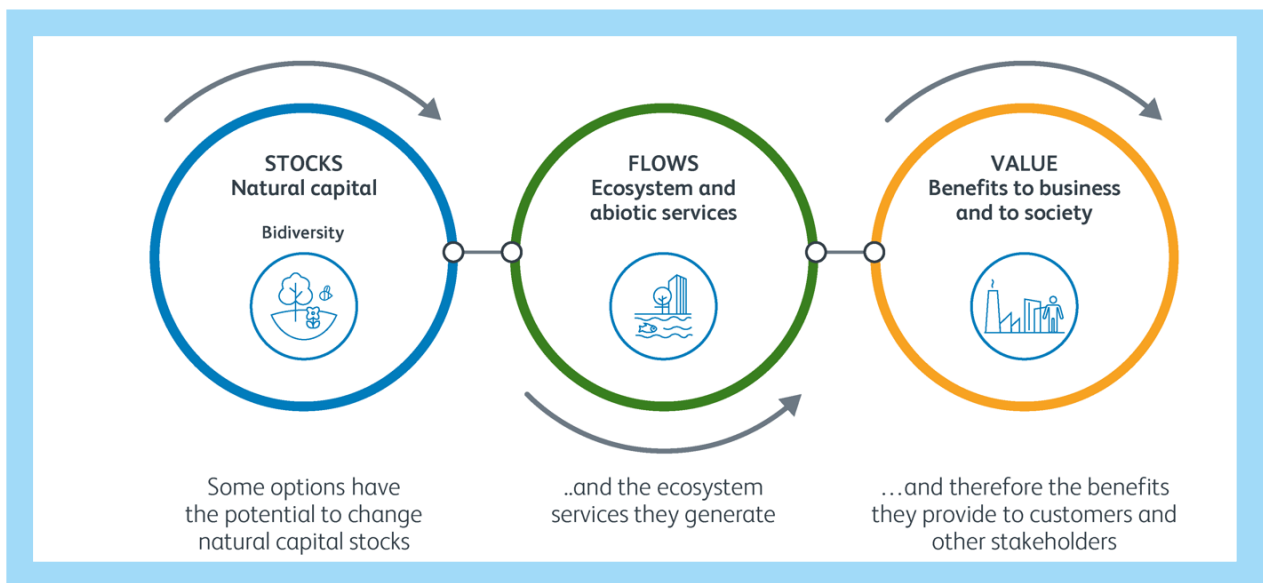 STOCKS
Natural capital
Bidiversity
FLOWS
Ecosystem and
abiotic services
VALUE
Benefits to business
and to society
Some options have
the potential to change
natural capital stocks
..and the ecosystem
services they generate
...and therefore the benefits
they provide to customers and
other stakeholders